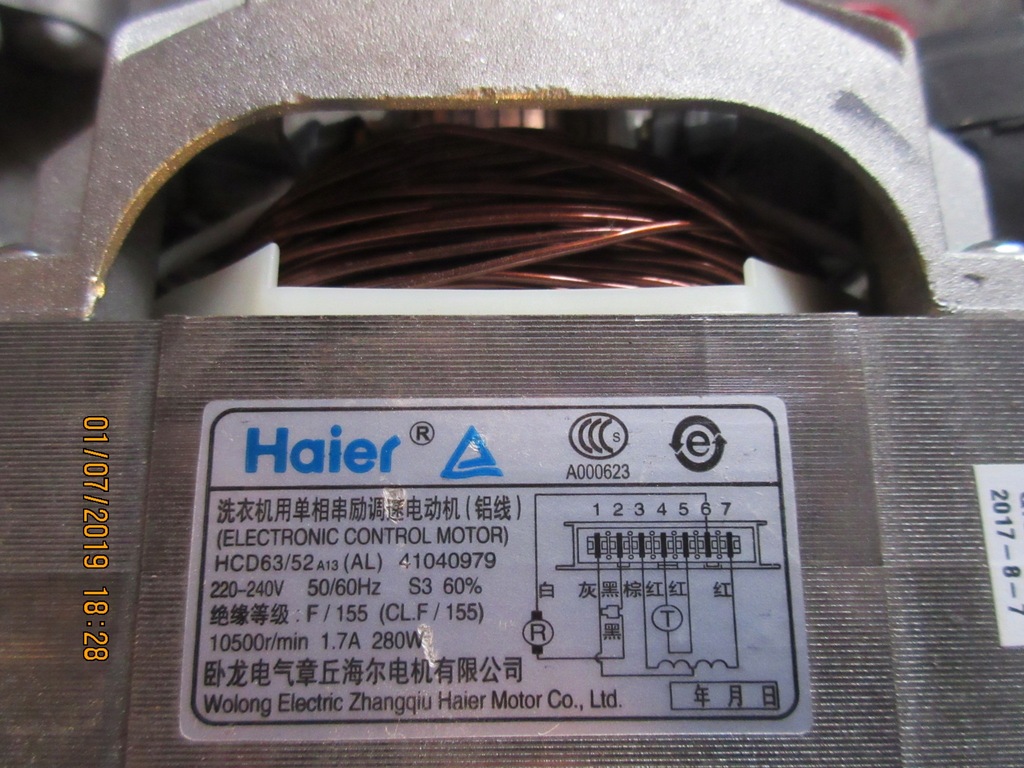 Haier®
S
A000623
e
洗衣机用单相串励调速电动机(铝线)
(ELECTRONIC CONTROL MOTOR)
HCD63/52 A13 (AL) 41040979
220-240V 50/60Hz S3 60%
绝缘等级: F / 155 (CL.F / 155)
10500r/min 1.7A 280W
卧龙电气章丘海尔电机有限公司
Wolong Electric Zhangqiu Haier Motor Co., Ltd.
1 2 3 4 5 6 7
白 灰 黑 棕 红 红 红
黑
R
T
年 月 日
2017-8-7
01/07/2019 18:28